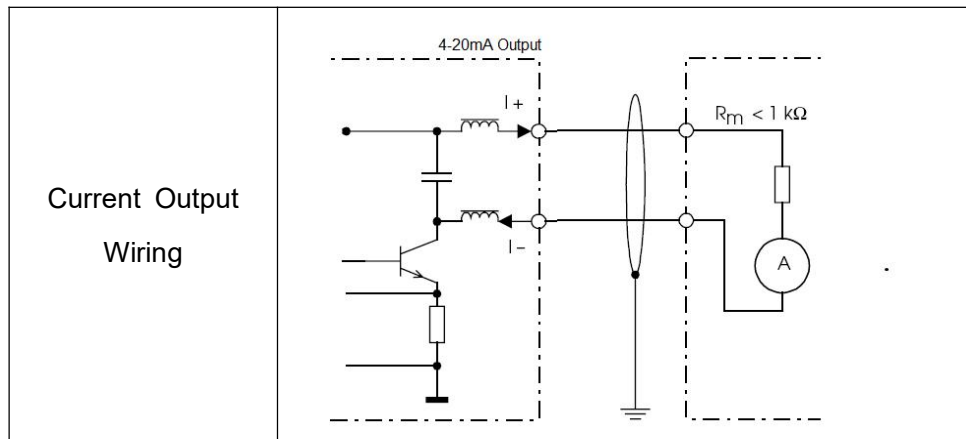 4-20mA Output
I+
Rm < 1 kΩ
Current Output
Wiring
I-
A